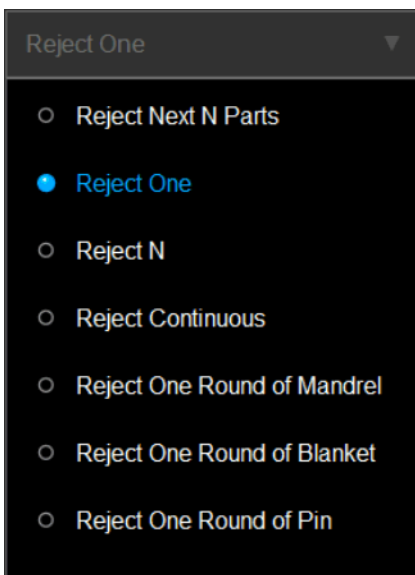 Reject One
Reject Next N Parts
Reject One
Reject N
Reject Continuous
Reject One Round of Mandrel
Reject One Round of Blanket
Reject One Round of Pin